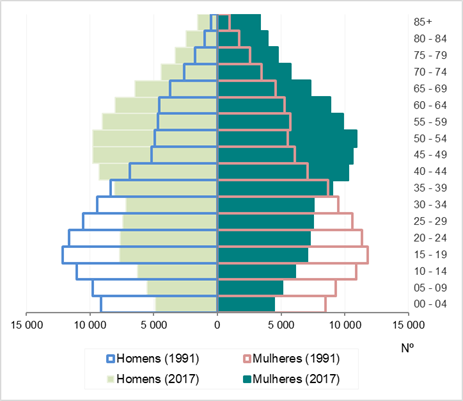 85+
80 - 84
75 - 79
70 - 74
65 - 69
60 - 64
55 - 59
50 - 54
45 - 49
40 - 44
35 - 39
30 - 34
25 - 29
20 - 24
15 - 19
10 - 14
05 - 09
00 - 04
15 000 10 000 5 000 0 5 000 10 000 15 000
Nº
Homens (1991) Mulheres (1991)
Homens (2017) Mulheres (2017)